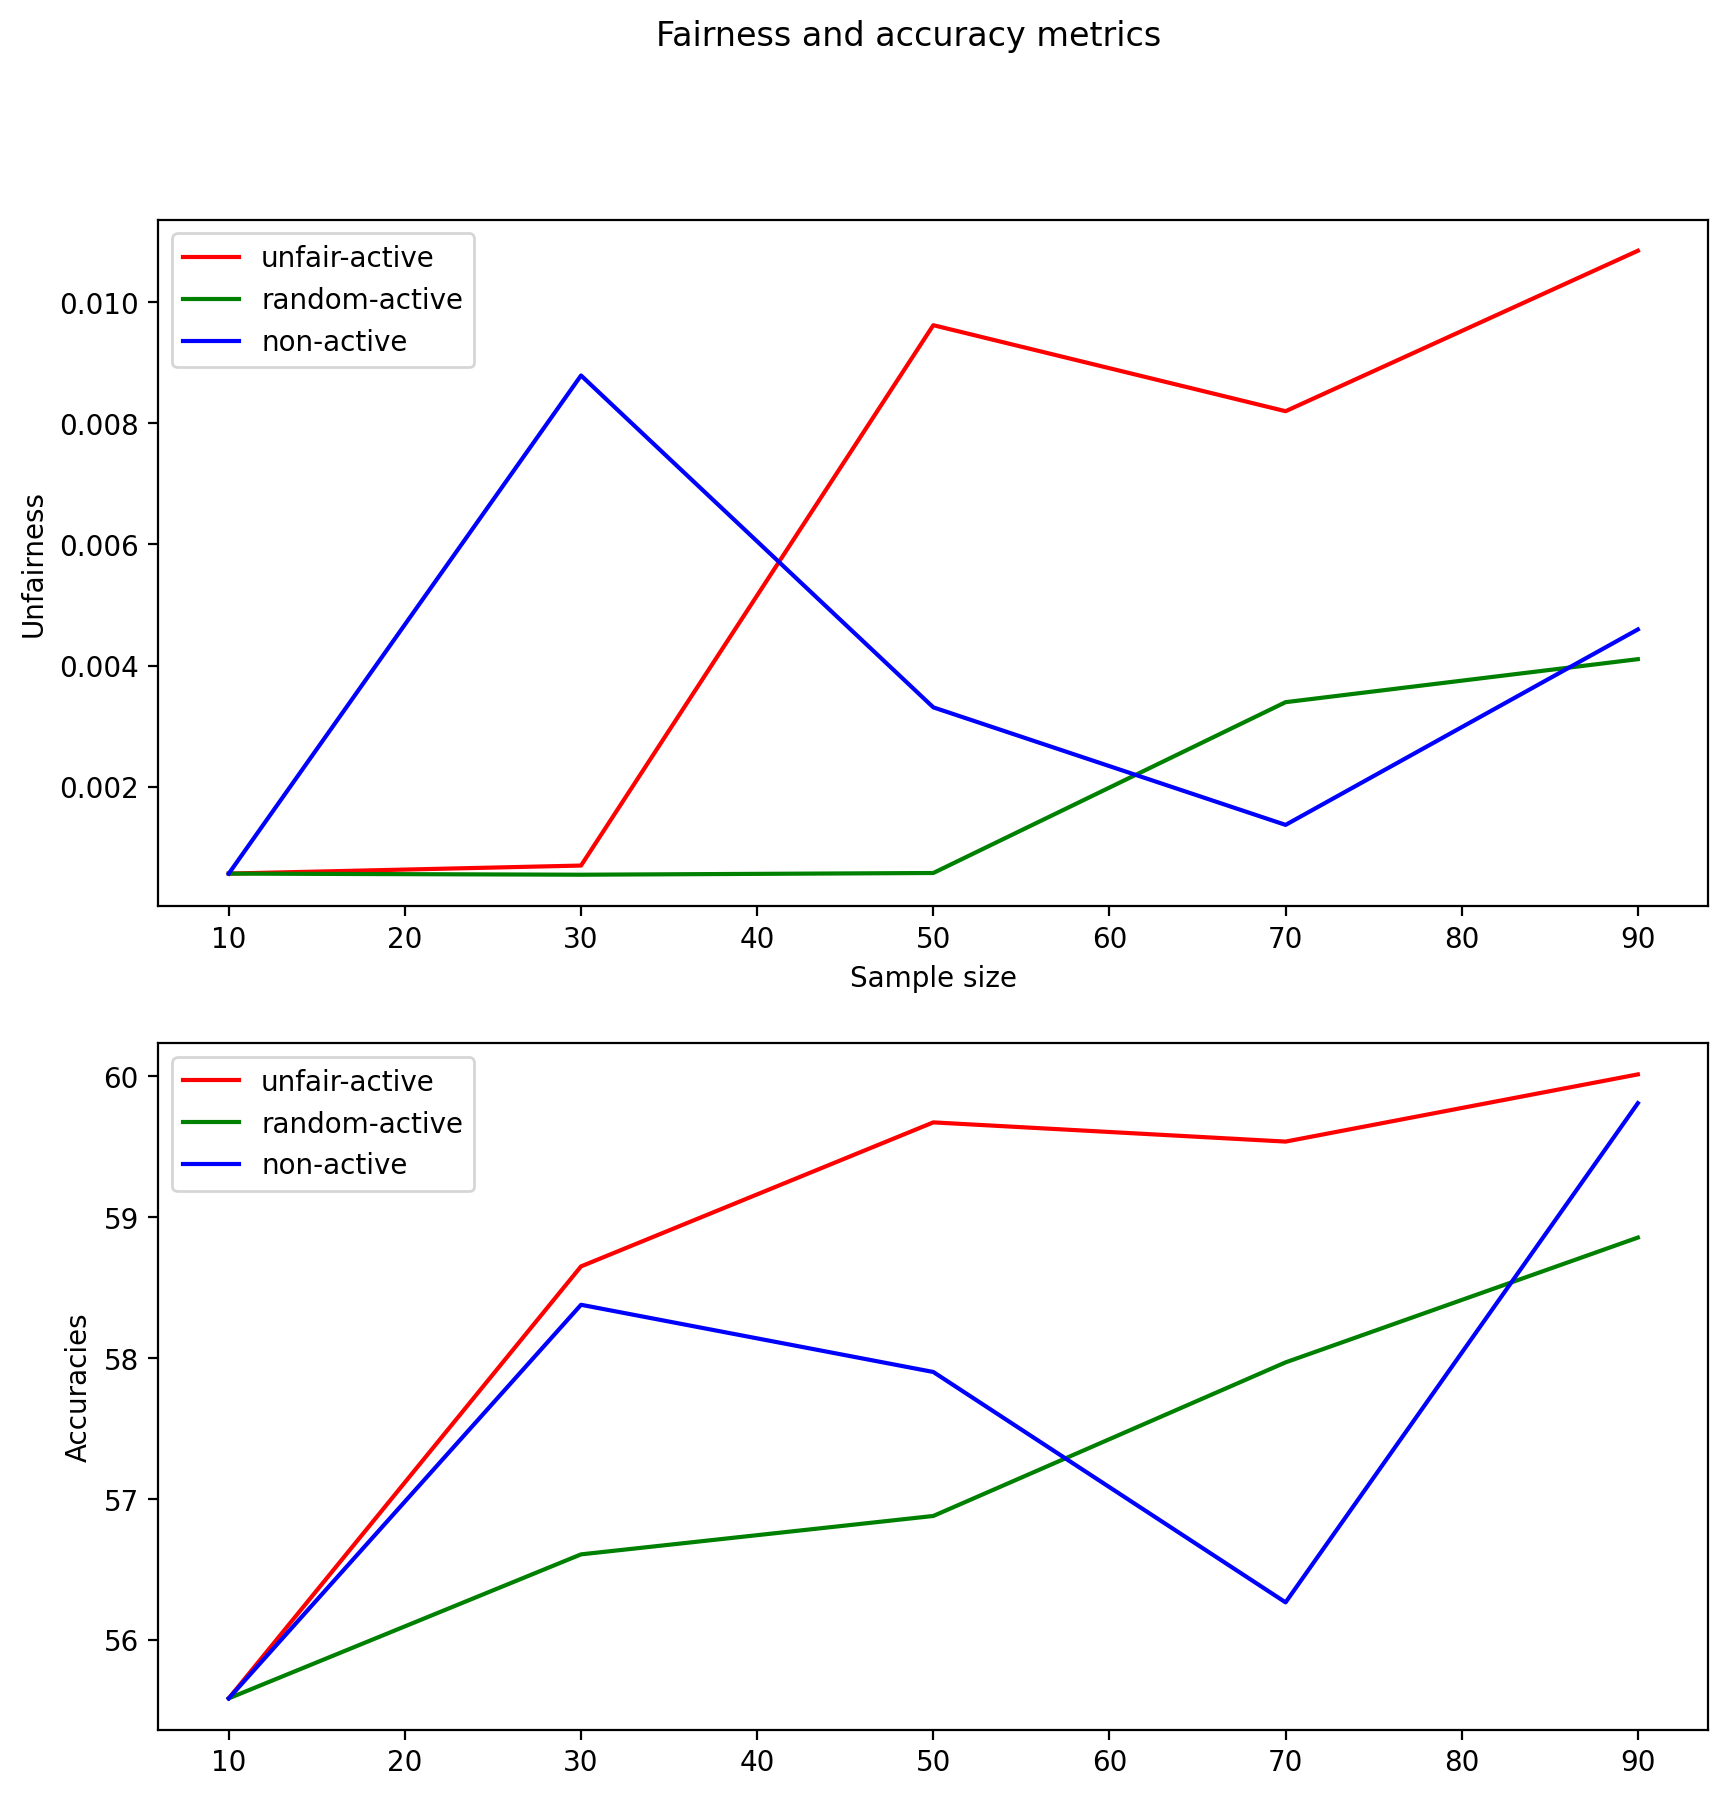 Fairness and accuracy metrics
unfair-active
random-active
non-active
0.010
0.008
0.006
0.004
0.002
Unfairness
10 20 30 40 50 60 70 80 90
Sample size
unfair-active
random-active
non-active
60
59
58
57
56
Accuracies
10 20 30 40 50 60 70 80 90